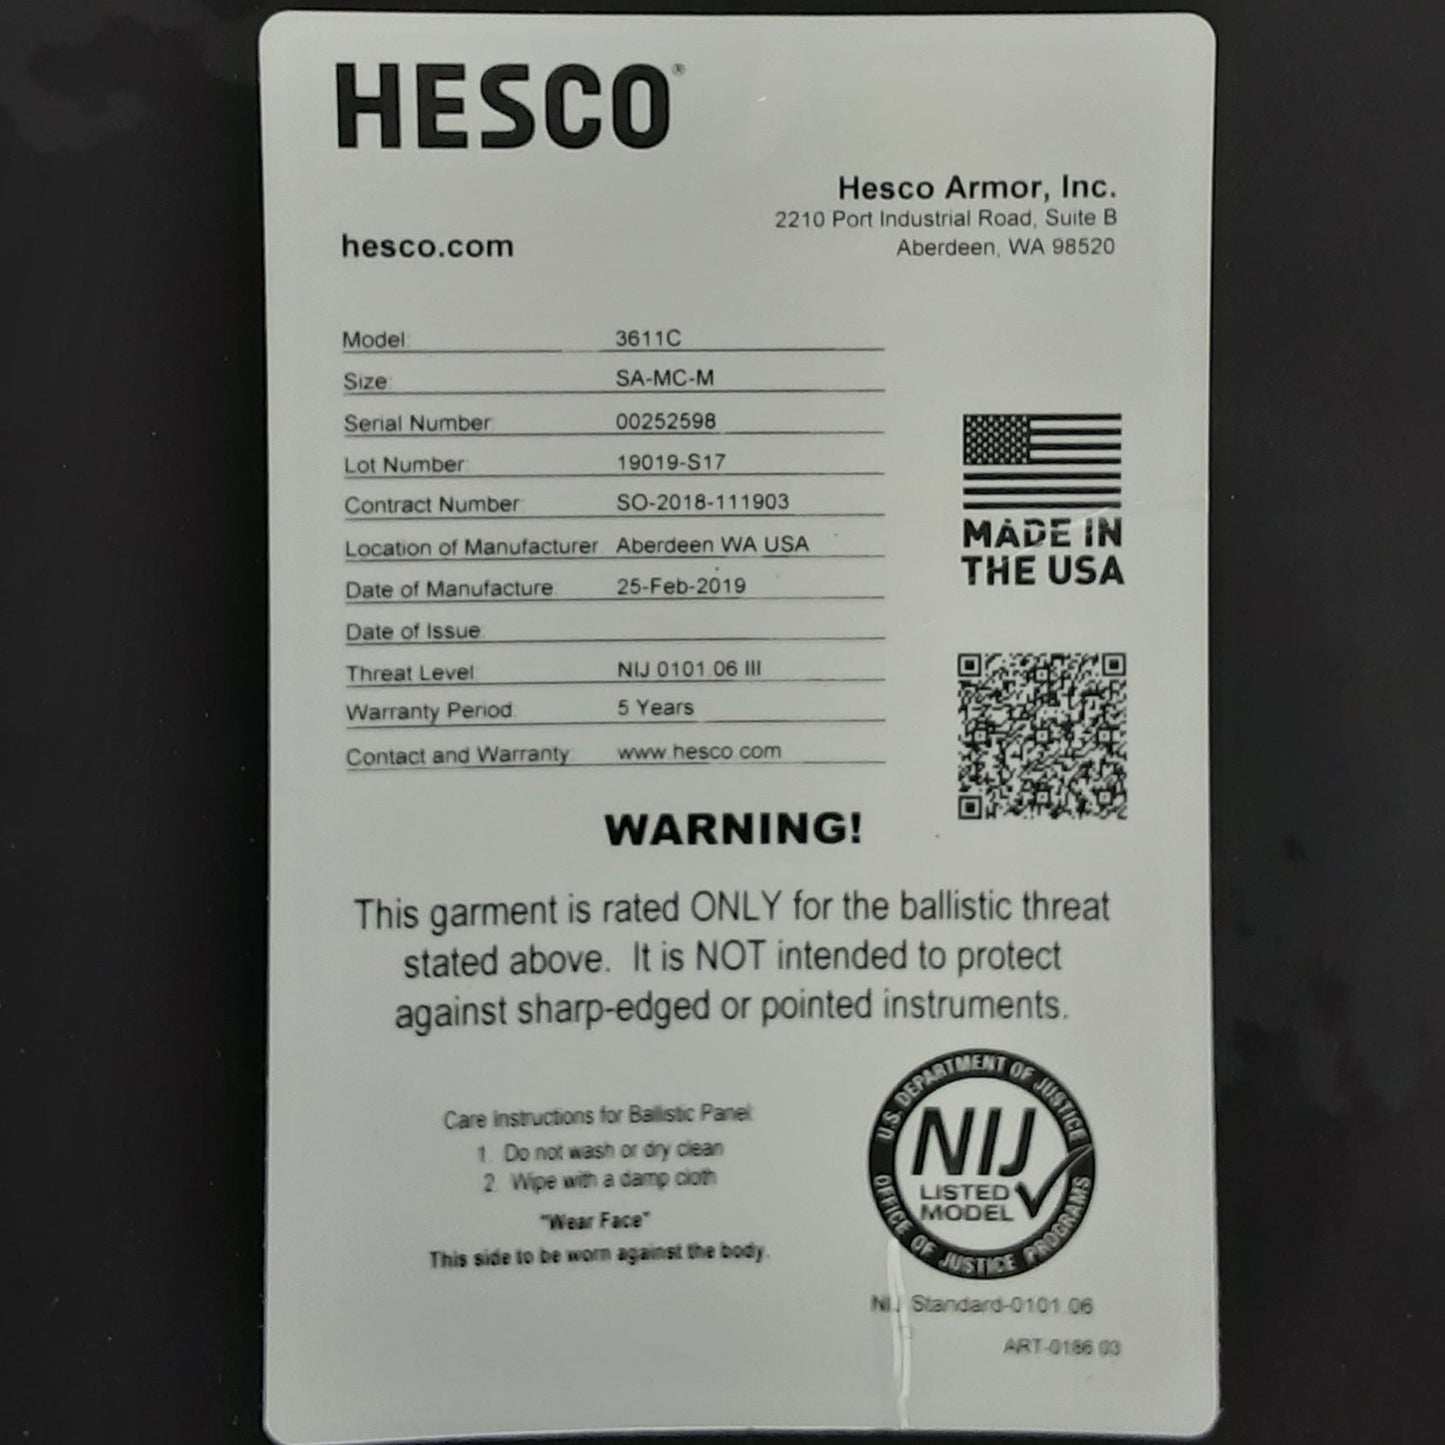 HESCO®
Hesco Armor, Inc.
2210 Port Industrial Road, Suite B
Aberdeen, WA 98520
hesco.com
Model: 3611C
Size: SA-MC-M
Serial Number: 00252598
Lot Number: 19019-S17
Contract Number: SO-2018-111903
Location of Manufacturer: Aberdeen WA USA
Date of Manufacture: 25-Feb-2019
Date of Issue:
Threat Level: NIJ 0101.06 III
Warranty Period: 5 Years
Contact and Warranty: www.hesco.com
MADE IN
THE USA
WARNING!
This garment is rated ONLY for the ballistic threat
stated above. It is NOT intended to protect
against sharp-edged or pointed instruments.
Care Instructions for Ballistic Panel:
1. Do not wash or dry clean
2. Wipe with a damp cloth
"Wear Face"
This side to be worn against the body.
U.S. DEPARTMENT OF JUSTICE
NIJ
LISTED
MODEL
OFFICE OF JUSTICE PROGRAMS
NIJ Standard-0101.06
ART-0186.03